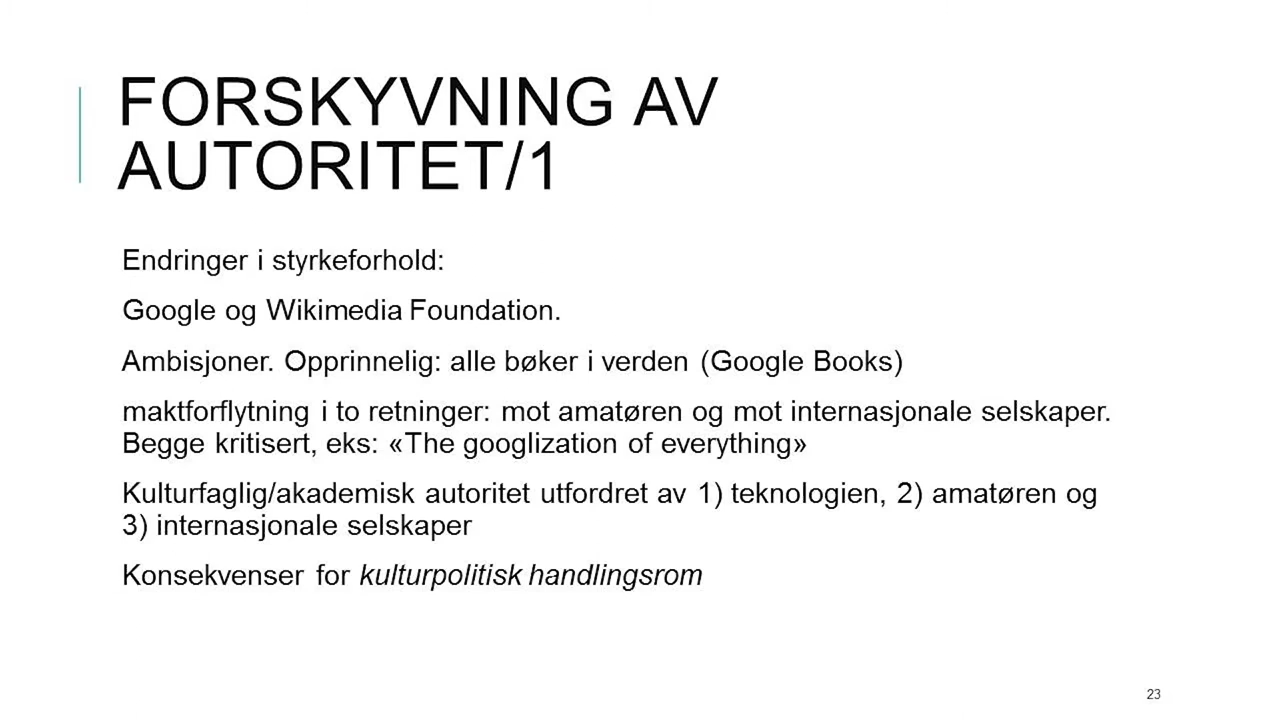 FORSKYVNING AV
AUTORITET/1
Endringer i styrkeforhold:
Google og Wikimedia Foundation.
Ambisjoner. Opprinnelig: alle bøker i verden (Google Books)
maktforflytning i to retninger: mot amatøren og mot internasjonale selskaper.
Begge kritisert, eks: «The googlization of everything»
Kulturfaglig/akademisk autoritet utfordret av 1) teknologien, 2) amatøren og
3) internasjonale selskaper
Konsekvenser for kulturpolitisk handlingsrom
23